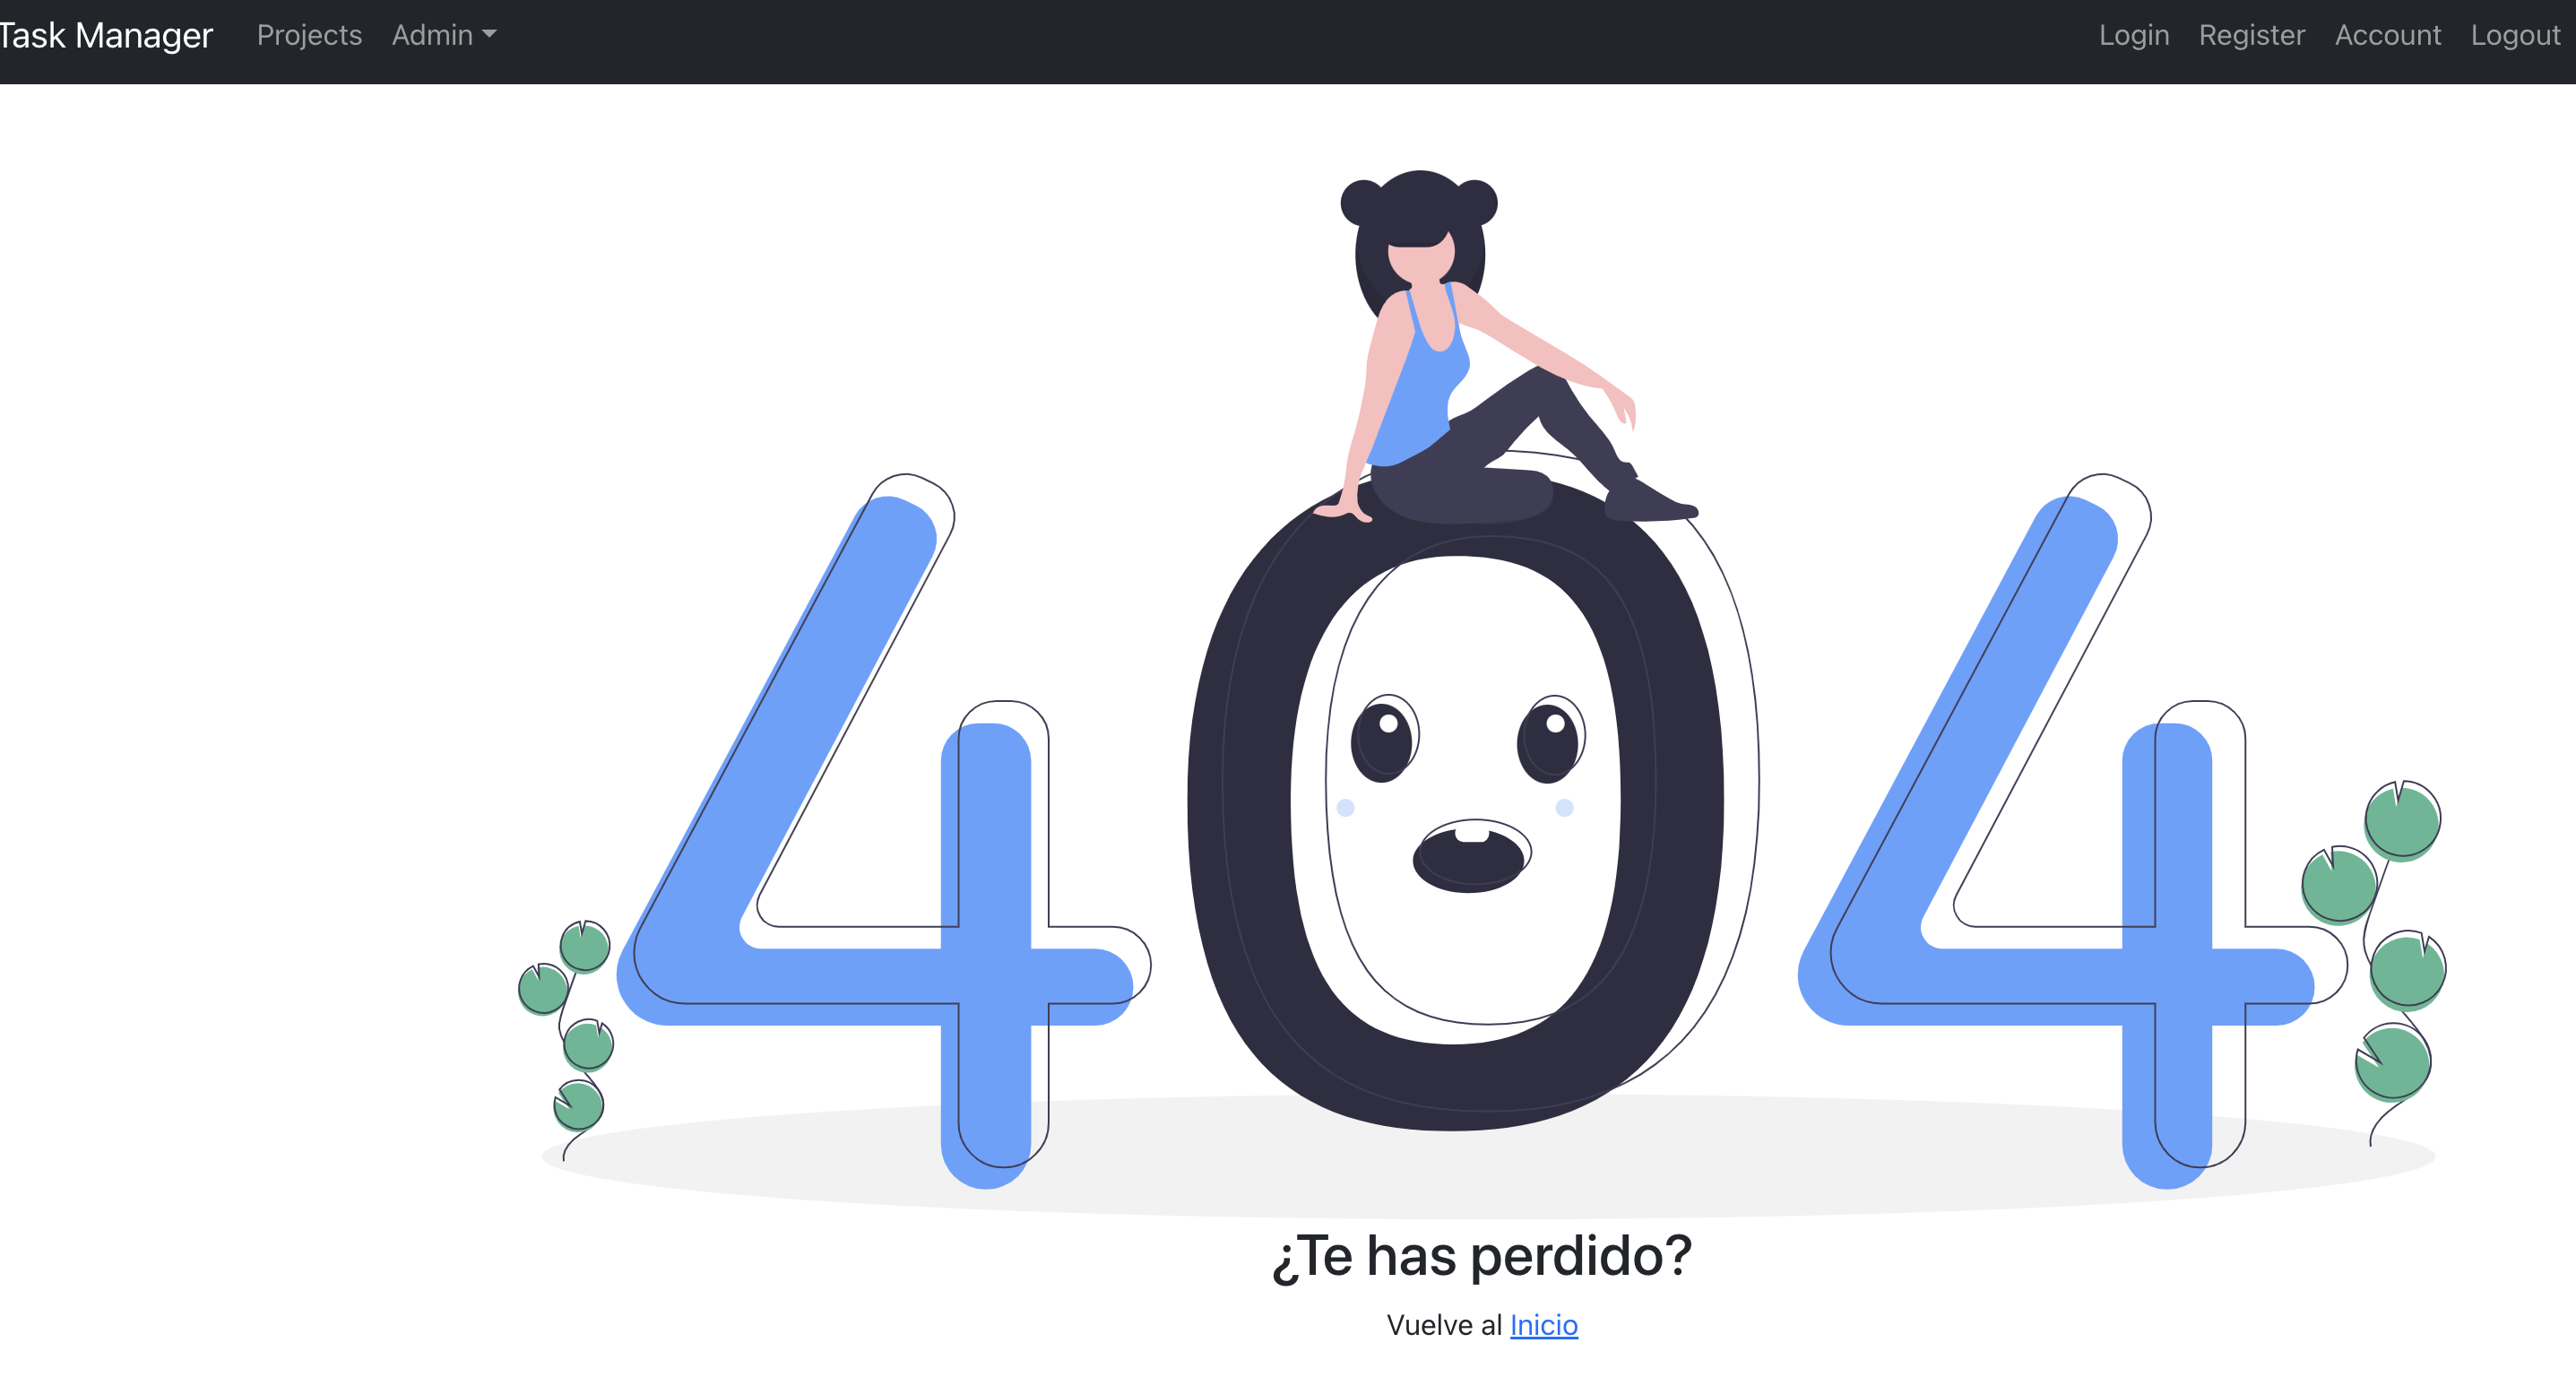 Task Manager Projects Admin Login Register Account Logout
404
¿Te has perdido?
Vuelve al Inicio